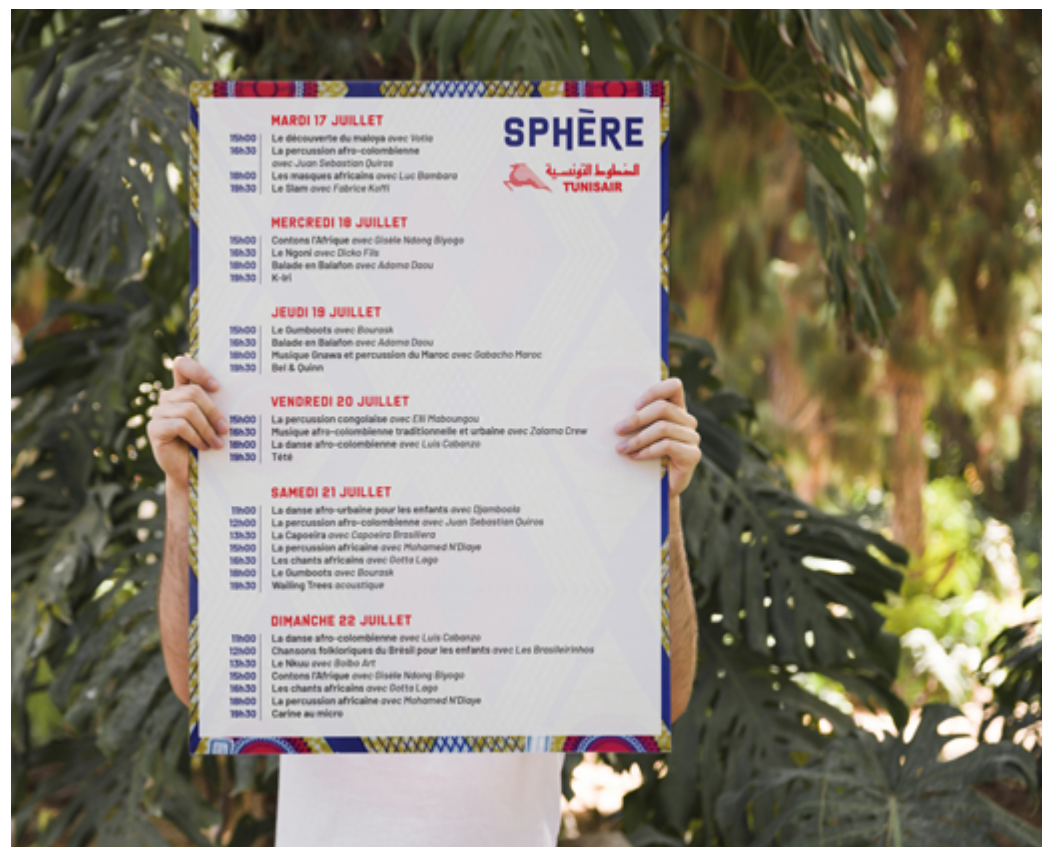 SPHÈRE
الخطوط التونسية
TUNISAIR
MARDI 17 JUILLET
15h00 Le découverte du maloya avec Votia
16h30 La percussion afro-colombienne
avec Juan Sebastian Quiros
18h00 Les masques africains avec Luc Bambara
19h30 Le Slam avec Fabrice Koffi
MERCREDI 18 JUILLET
15h00 Contons l'Afrique avec Gisèle Ndong Biyogo
16h30 Le Ngoni avec Dicko Fils
18h00 Balade en Balafon avec Adama Daou
19h30 K-Iri
JEUDI 19 JUILLET
15h00 Le Gumboots avec Bourask
16h30 Balade en Balafon avec Adama Daou
18h00 Musique Gnawa et percussion du Maroc avec Gabacho Maroc
19h30 Bel & Quinn
VENDREDI 20 JUILLET
15h00 La percussion congolaise avec Elli Maboungou
16h30 Musique afro-colombienne traditionnelle et urbaine avec Zalama Crew
18h00 La danse afro-colombienne avec Luis Cabanzo
19h30 Tété
SAMEDI 21 JUILLET
11h00 La danse afro-urbaine pour les enfants avec Djamboola
12h00 La percussion afro-colombienne avec Juan Sebastian Quiros
13h30 La Capoeira avec Capoeira Brasiliera
15h00 La percussion africaine avec Mohamed N'Diaye
16h30 Les chants africains avec Gotta Lago
18h00 Le Gumboots avec Bourask
19h30 Wailing Trees acoustique
DIMANCHE 22 JUILLET
11h00 La danse afro-colombienne avec Luis Cabanzo
12h00 Chansons folkloriques du Brésil pour les enfants avec Les Brasileirinhos
13h30 Le Nkuu avec Boibo Art
15h00 Contons l'Afrique avec Gisèle Ndong Biyogo
16h30 Les chants africains avec Gotta Lago
18h00 La percussion africaine avec Mohamed N'Diaye
19h30 Carine au micro